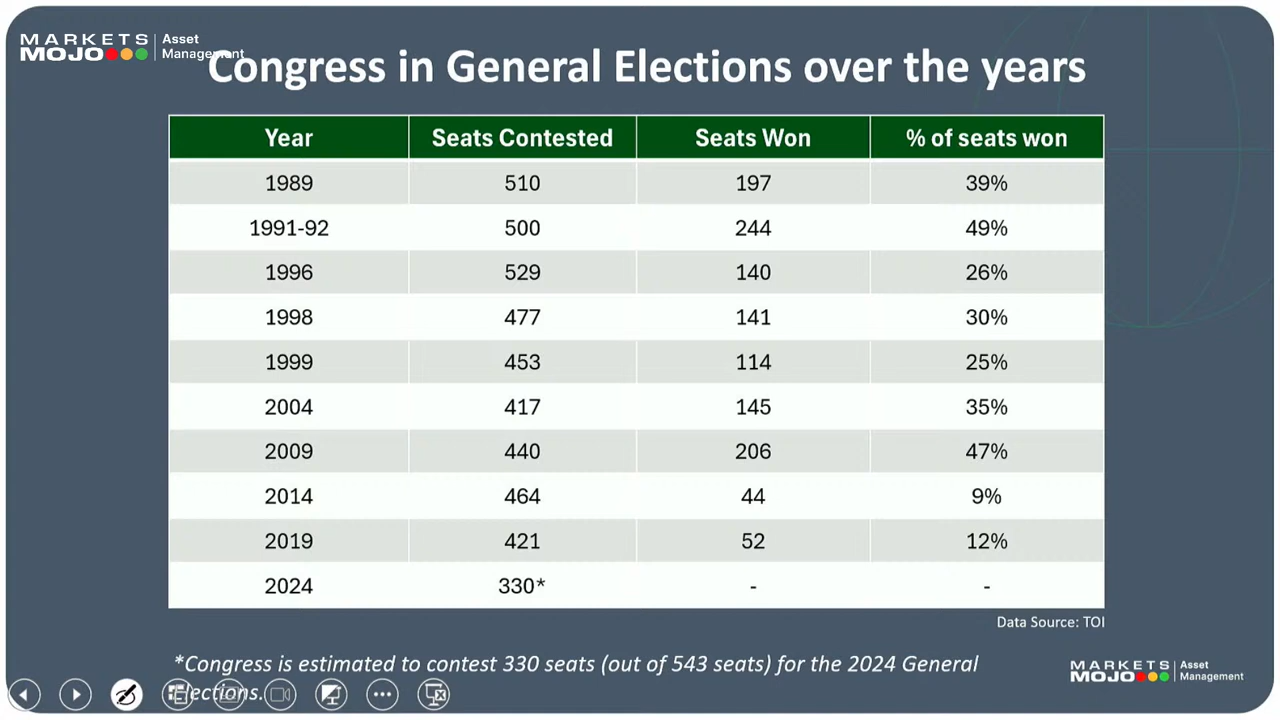 MARKETS MOJO Asset Management
Congress in General Elections over the years
Year Seats Contested Seats Won % of seats won
1989 510 197 39%
1991-92 500 244 49%
1996 529 140 26%
1998 477 141 30%
1999 453 114 25%
2004 417 145 35%
2009 440 206 47%
2014 464 44 9%
2019 421 52 12%
2024 330* - -
Data Source: TOI
*Congress is estimated to contest 330 seats (out of 543 seats) for the 2024 General
Elections.
MARKETS MOJO Asset Management